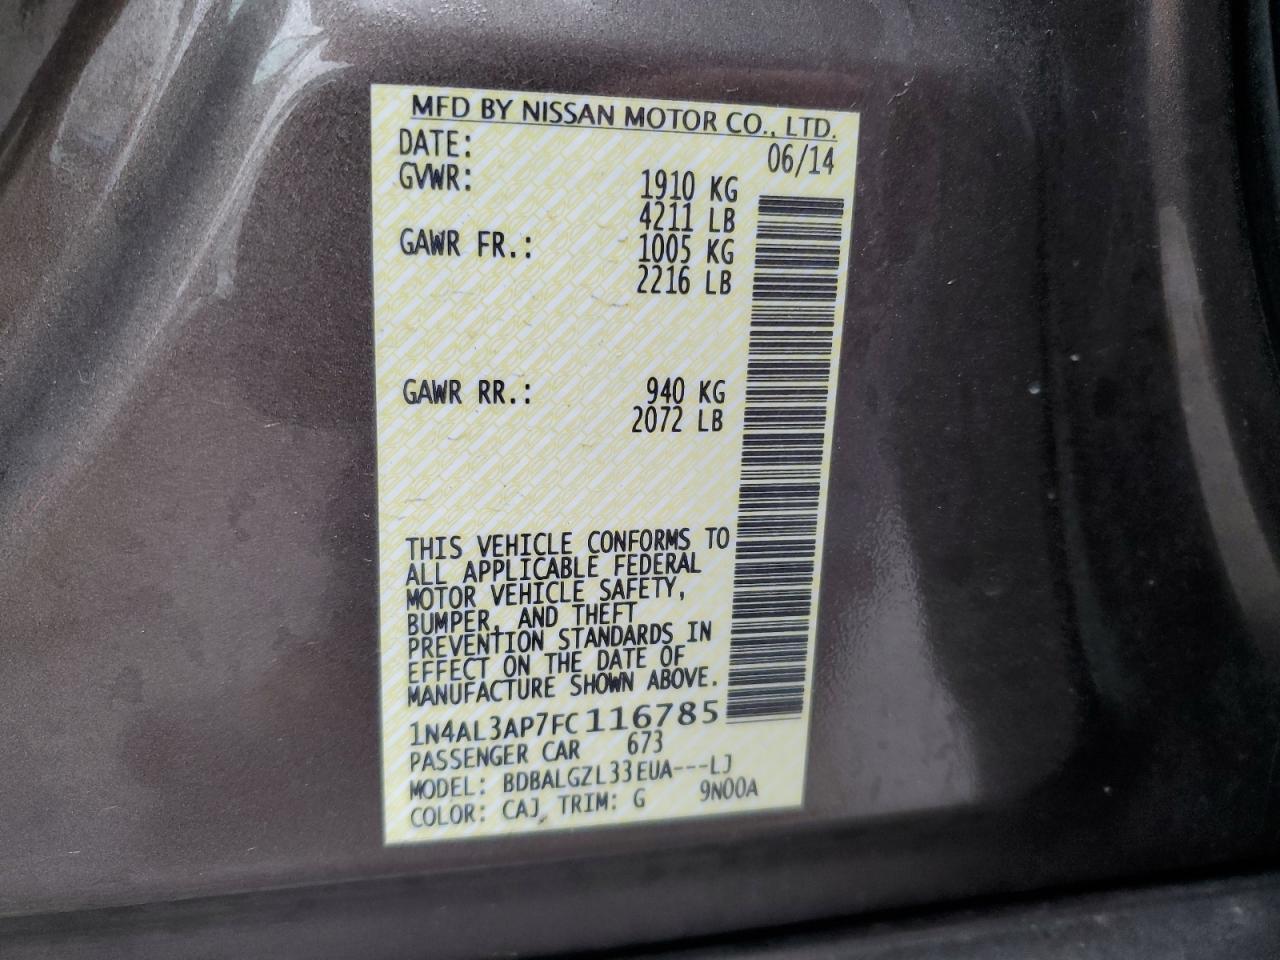 MFD BY NISSAN MOTOR CO., LTD.
DATE: 06/14
GVWR: 1910 KG
4211 LB
GAWR FR.: 1005 KG
2216 LB
GAWR RR.: 940 KG
2072 LB
THIS VEHICLE CONFORMS TO
ALL APPLICABLE FEDERAL
MOTOR VEHICLE SAFETY,
BUMPER, AND THEFT
PREVENTION STANDARDS IN
EFFECT ON THE DATE OF
MANUFACTURE SHOWN ABOVE.
1N4AL3AP7FC116785
PASSENGER CAR 673
MODEL: BDBALGZL33EUA---LJ
COLOR: CAJ, TRIM: G 9N00A